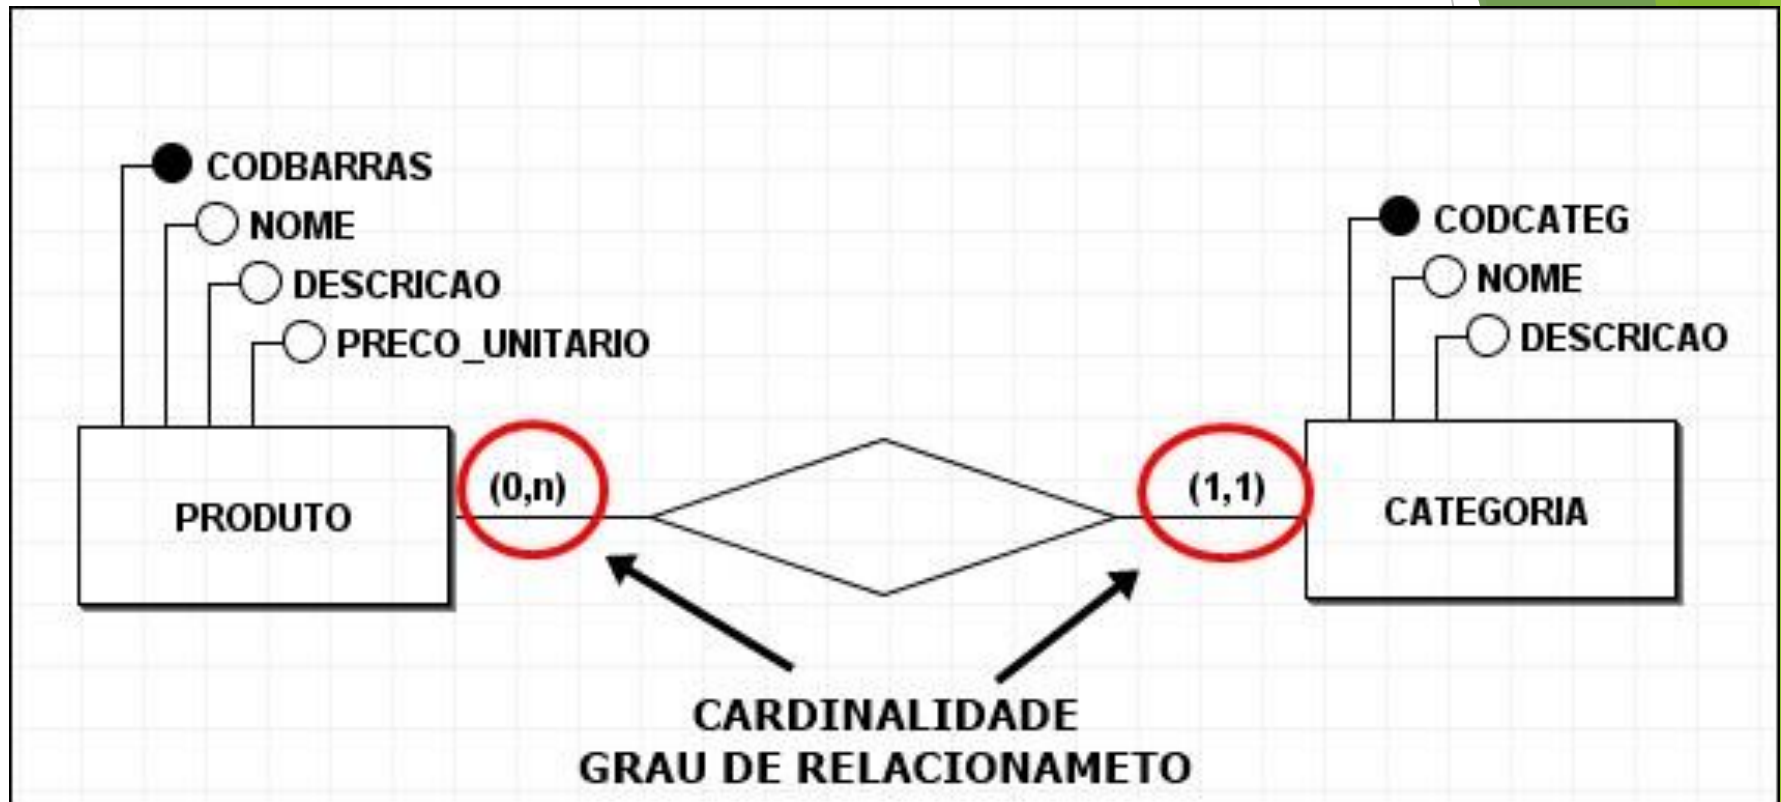 CODBARRAS
NOME
DESCRICAO
PRECO_UNITARIO
CODCATEG
NOME
DESCRICAO
PRODUTO
(0,n)
(1,1)
CATEGORIA
CARDINALIDADE
GRAU DE RELACIONAMETO